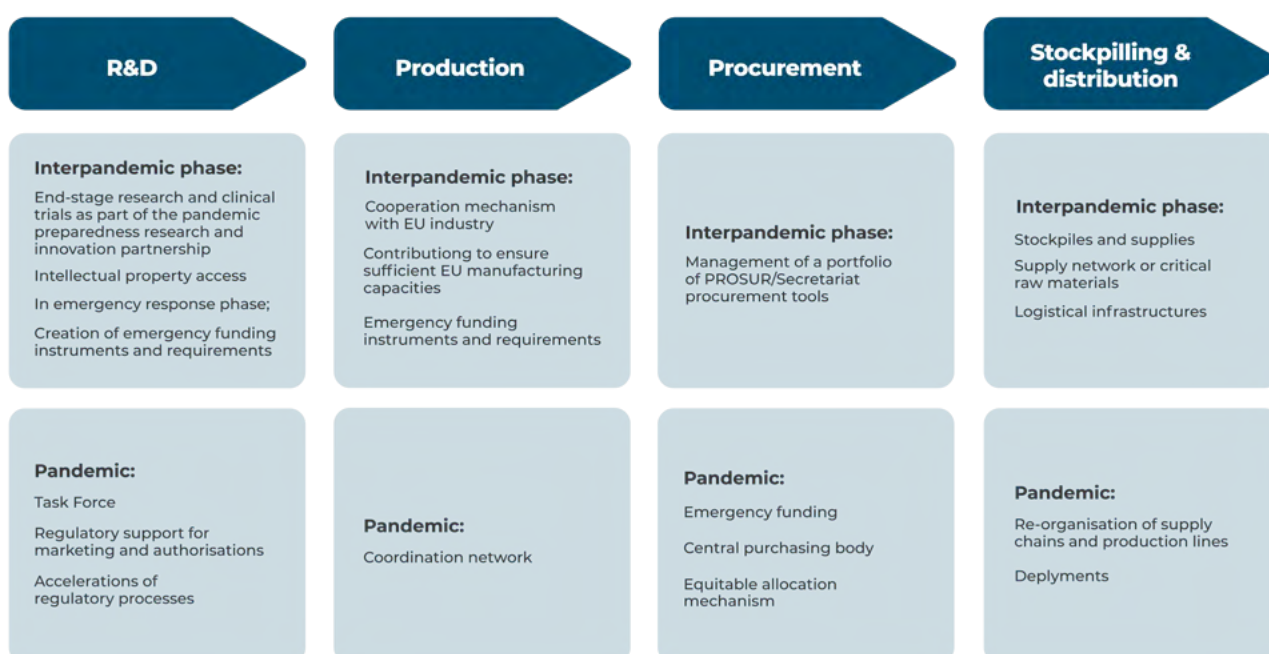 R&D
Production
Procurement
Stockpilling &
distribution
Interpandemic phase:
End-stage research and clinical
trials as part of the pandemic
preparedness research and
innovation partnership
Intellectual property access
In emergency response phase;
Creation of emergency funding
instruments and requirements
Interpandemic phase:
Cooperation mechanism
with EU industry
Contributiong to ensure
sufficient EU manufacturing
capacities
Emergency funding
instruments and requirements
Interpandemic phase:
Management of a portfolio
of PROSUR/Secretariat
procurement tools
Interpandemic phase:
Stockpiles and supplies
Supply network or critical
raw materials
Logistical infrastructures
Pandemic:
Task Force
Regulatory support for
marketing and authorisations
Accelerations of
regulatory processes
Pandemic:
Coordination network
Pandemic:
Emergency funding
Central purchasing body
Equitable allocation
mechanism
Pandemic:
Re-organisation of supply
chains and production lines
Deplyments